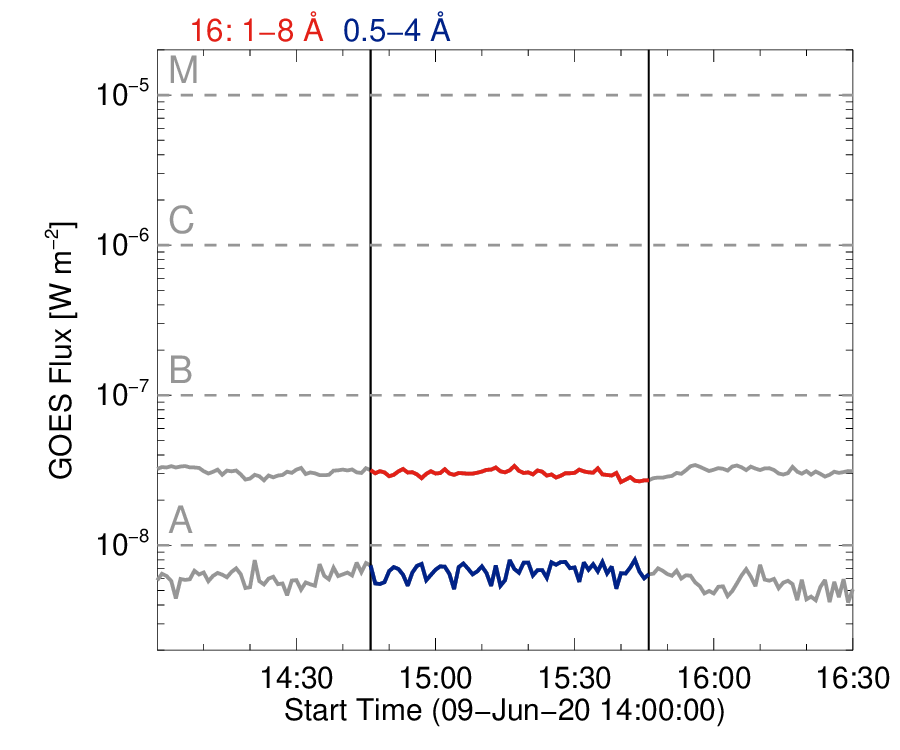 16: 1−8 Å 0.5−4 Å
M
10⁻⁵
C
10⁻⁶
B
10⁻⁷
A
10⁻⁸
GOES Flux [W m⁻²]
14:30 15:00 15:30 16:00 16:30
Start Time (09−Jun−20 14:00:00)